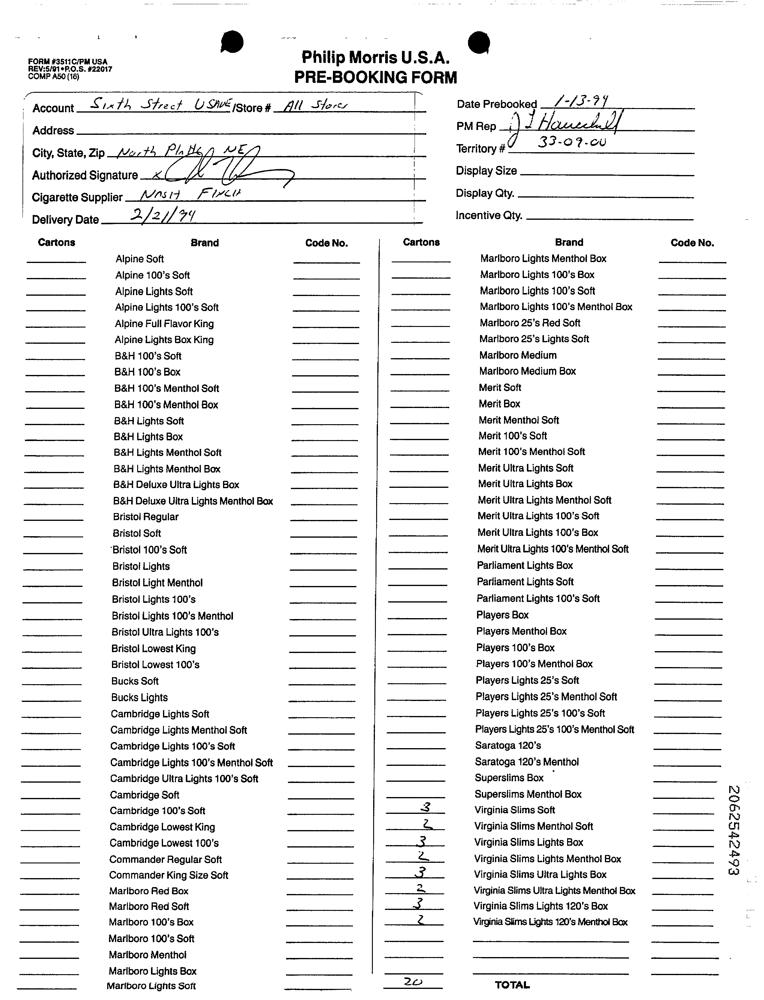 FORM #3511C/PM USA
REV:5/91•P.O.S. #22017
COMP A50 (16)
Philip Morris U.S.A.
PRE-BOOKING FORM
Account Sixth Street USAVE /Store # All Stores
Address
City, State, Zip North Platte, NE
Authorized Signature x
Cigarette Supplier NASH FINCH
Delivery Date 2/21/94
Date Prebooked 1-13-94
PM Rep
Territory # 33-09-00
Display Size
Display Qty.
Incentive Qty.
Cartons Brand Code No.
Alpine Soft
Alpine 100's Soft
Alpine Lights Soft
Alpine Lights 100's Soft
Alpine Full Flavor King
Alpine Lights Box King
B&H 100's Soft
B&H 100's Box
B&H 100's Menthol Soft
B&H 100's Menthol Box
B&H Lights Soft
B&H Lights Box
B&H Lights Menthol Soft
B&H Lights Menthol Box
B&H Deluxe Ultra Lights Box
B&H Deluxe Ultra Lights Menthol Box
Bristol Regular
Bristol Soft
Bristol 100's Soft
Bristol Lights
Bristol Light Menthol
Bristol Lights 100's
Bristol Lights 100's Menthol
Bristol Ultra Lights 100's
Bristol Lowest King
Bristol Lowest 100's
Bucks Soft
Bucks Lights
Cambridge Lights Soft
Cambridge Lights Menthol Soft
Cambridge Lights 100's Soft
Cambridge Lights 100's Menthol Soft
Cambridge Ultra Lights 100's Soft
Cambridge Soft
Cambridge 100's Soft
Cambridge Lowest King
Cambridge Lowest 100's
Commander Regular Soft
Commander King Size Soft
Marlboro Red Box
Marlboro Red Soft
Marlboro 100's Box
Marlboro 100's Soft
Marlboro Menthol
Marlboro Lights Box
Marlboro Lights Soft
Cartons Brand Code No.
Marlboro Lights Menthol Box
Marlboro Lights 100's Box
Marlboro Lights 100's Soft
Marlboro Lights 100's Menthol Box
Marlboro 25's Red Soft
Marlboro 25's Lights Soft
Marlboro Medium
Marlboro Medium Box
Merit Soft
Merit Box
Merit Menthol Soft
Merit 100's Soft
Merit 100's Menthol Soft
Merit Ultra Lights Soft
Merit Ultra Lights Box
Merit Ultra Lights Menthol Soft
Merit Ultra Lights 100's Soft
Merit Ultra Lights 100's Box
Merit Ultra Lights 100's Menthol Soft
Parliament Lights Box
Parliament Lights Soft
Parliament Lights 100's Soft
Players Box
Players Menthol Box
Players 100's Box
Players 100's Menthol Box
Players Lights 25's Soft
Players Lights 25's Menthol Soft
Players Lights 25's 100's Soft
Players Lights 25's 100's Menthol Soft
Saratoga 120's
Saratoga 120's Menthol
Superslims Box
Superslims Menthol Box
3 Virginia Slims Soft
2 Virginia Slims Menthol Soft
3 Virginia Slims Lights Box
2 Virginia Slims Lights Menthol Box
3 Virginia Slims Ultra Lights Box
2 Virginia Slims Ultra Lights Menthol Box
3 Virginia Slims Lights 120's Box
2 Virginia Slims Lights 120's Menthol Box
20 TOTAL
2062542493